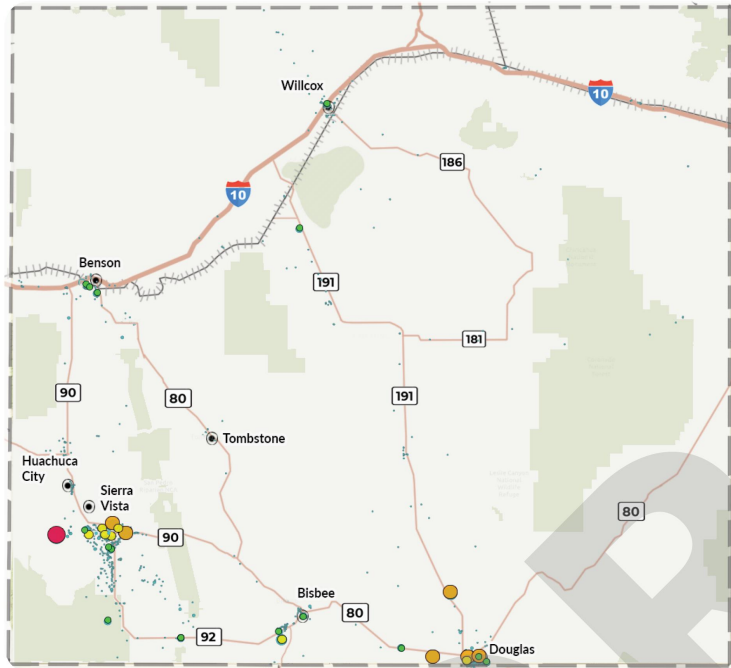 Willcox
10
186
10
Benson
191
181
90
80
191
Tombstone
Huachuca
City
Sierra
Vista
80
90
Bisbee
80
92
Douglas